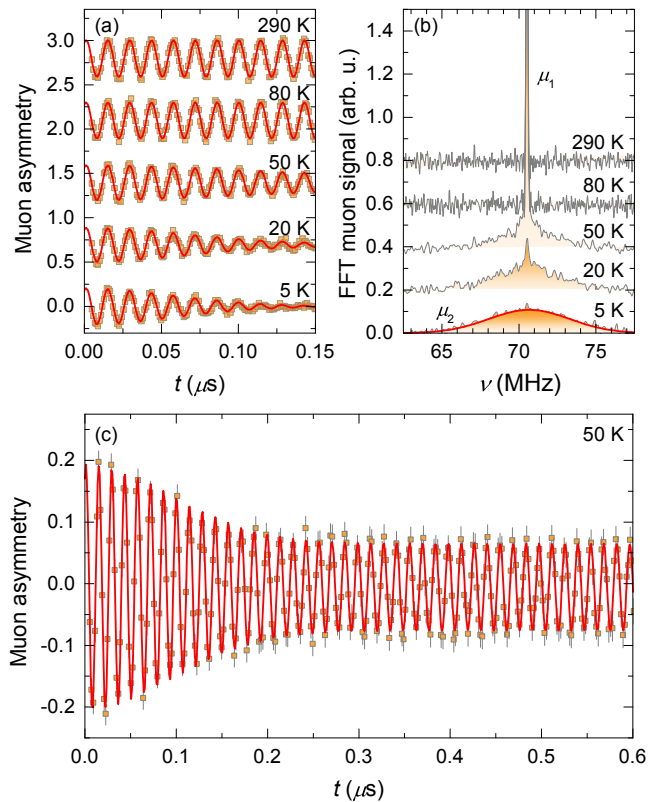 (a)
290 K
80 K
50 K
20 K
5 K
3.0
2.5
2.0
1.5
1.0
0.5
0.0
Muon asymmetry
0.00 0.05 0.10 0.15
t (μs)
(b)
μ1
290 K
80 K
50 K
20 K
5 K
μ2
1.4
1.2
1.0
0.8
0.6
0.4
0.2
0.0
FFT muon signal (arb. u.)
65 70 75
ν (MHz)
(c)
50 K
0.2
0.1
0.0
-0.1
-0.2
Muon asymmetry
0.0 0.1 0.2 0.3 0.4 0.5 0.6
t (μs)